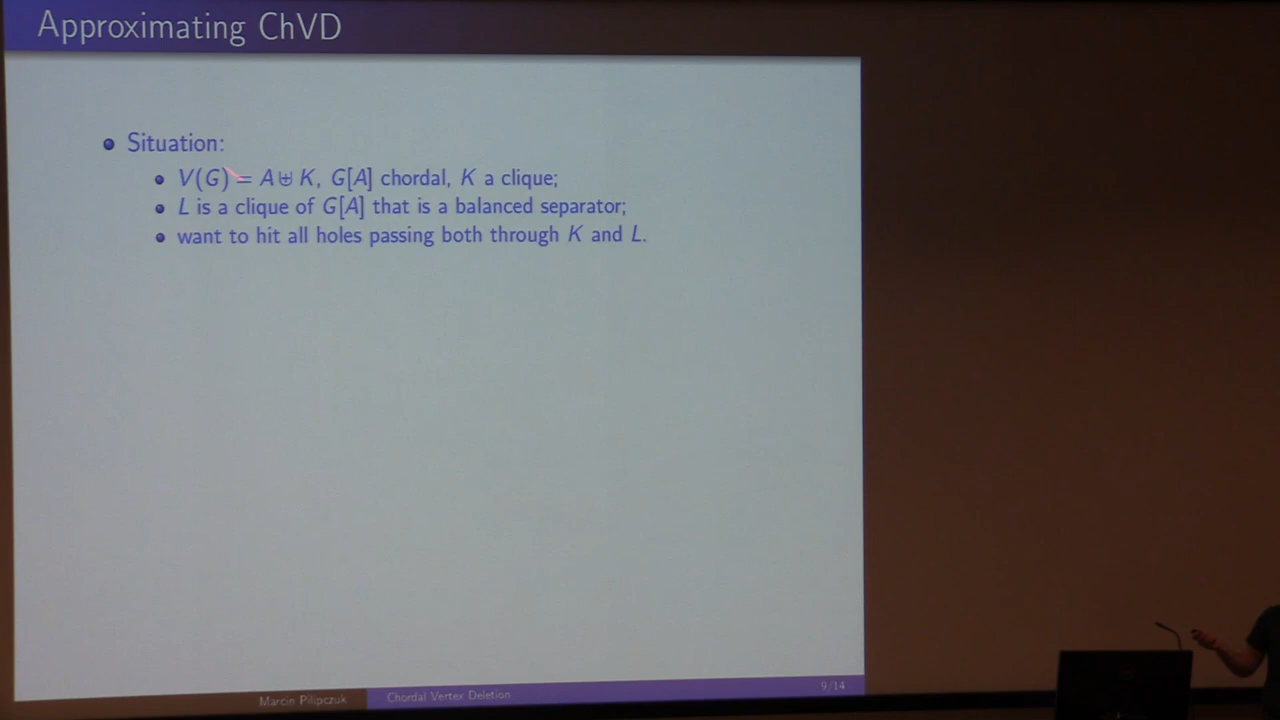 Approximating ChVD
• Situation:
• V(G) = A ⊎ K, G[A] chordal, K a clique;
• L is a clique of G[A] that is a balanced separator;
• want to hit all holes passing both through K and L.
Marcin Pilipczuk Chordal Vertex Deletion 9/14